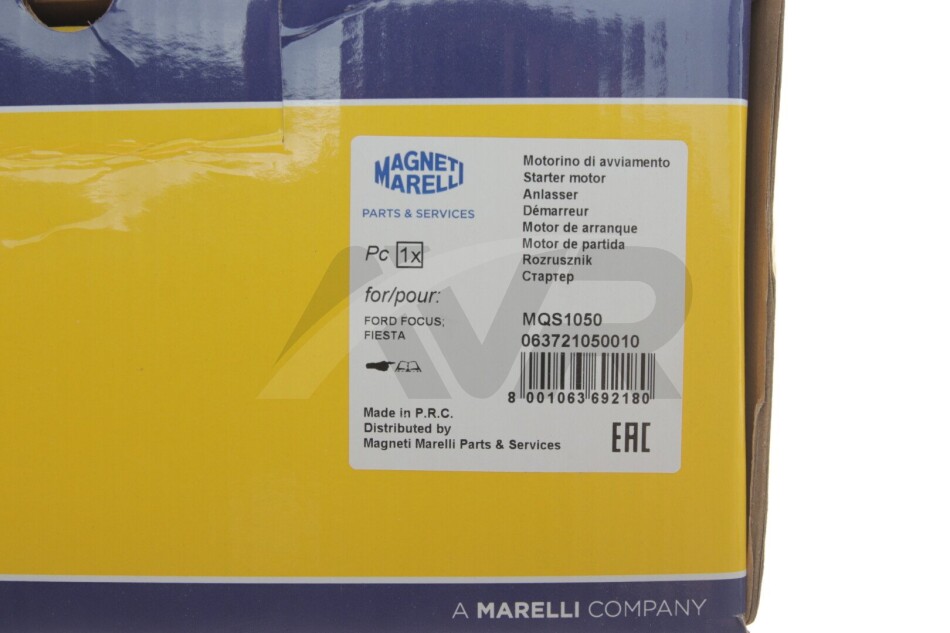 MAGNETI
MARELLI
PARTS & SERVICES
Pc 1x
for/pour:
FORD FOCUS;
FIESTA
Made in P.R.C.
Distributed by
Magneti Marelli Parts & Services
Motorino di avviamento
Starter motor
Anlasser
Démarreur
Motor de arranque
Motor de partida
Rozrusznik
Стартер
MQS1050
063721050010
8 001063 692180
EAC
AVR
A MARELLI COMPANY